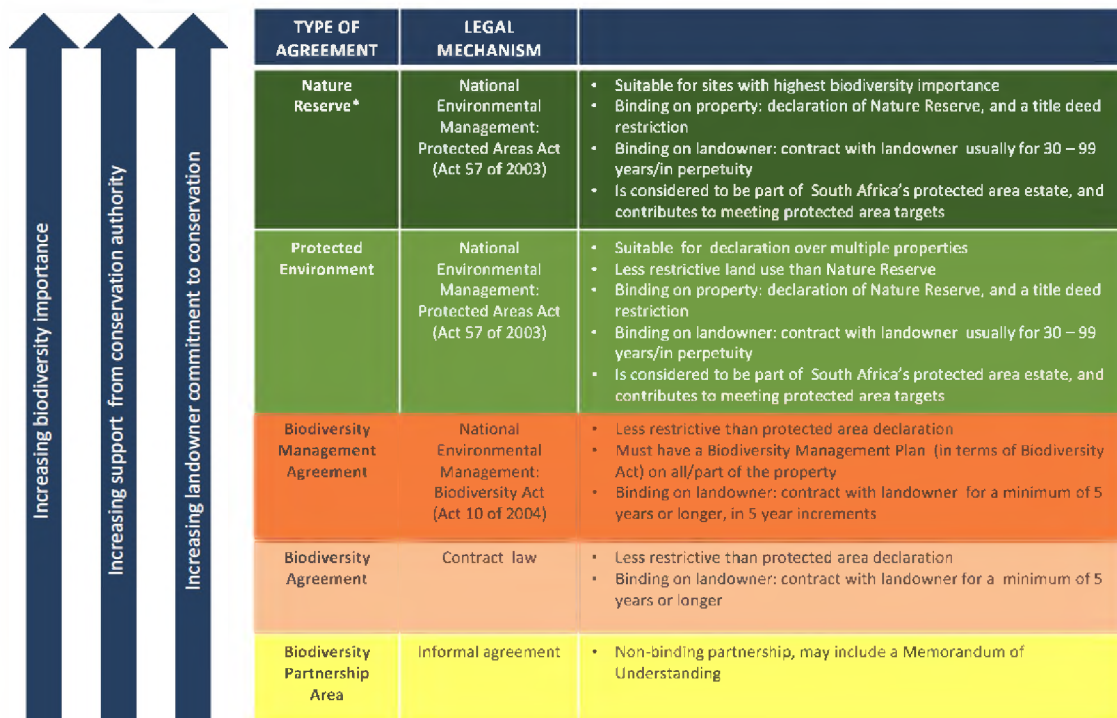 Increasing biodiversity importance
Increasing support from conservation authority
Increasing landowner commitment to conservation
TYPE OF
AGREEMENT
LEGAL
MECHANISM
Nature
Reserve*
National
Environmental
Management:
Protected Areas Act
(Act 57 of 2003)
• Suitable for sites with highest biodiversity importance
• Binding on property: declaration of Nature Reserve, and a title deed
restriction
• Binding on landowner: contract with landowner usually for 30 – 99
years/in perpetuity
• Is considered to be part of South Africa's protected area estate, and
contributes to meeting protected area targets
Protected
Environment
National
Environmental
Management:
Protected Areas Act
(Act 57 of 2003)
• Suitable for declaration over multiple properties
• Less restrictive land use than Nature Reserve
• Binding on property: declaration of Nature Reserve, and a title deed
restriction
• Binding on landowner: contract with landowner usually for 30 – 99
years/in perpetuity
• Is considered to be part of South Africa's protected area estate, and
contributes to meeting protected area targets
Biodiversity
Management
Agreement
National
Environmental
Management:
Biodiversity Act
(Act 10 of 2004)
• Less restrictive than protected area declaration
• Must have a Biodiversity Management Plan (in terms of Biodiversity
Act) on all/part of the property
• Binding on landowner: contract with landowner for a minimum of 5
years or longer, in 5 year increments
Biodiversity
Agreement
Contract law
• Less restrictive than protected area declaration
• Binding on landowner: contract with landowner for a minimum of 5
years or longer
Biodiversity
Partnership
Area
Informal agreement
• Non-binding partnership, may include a Memorandum of
Understanding